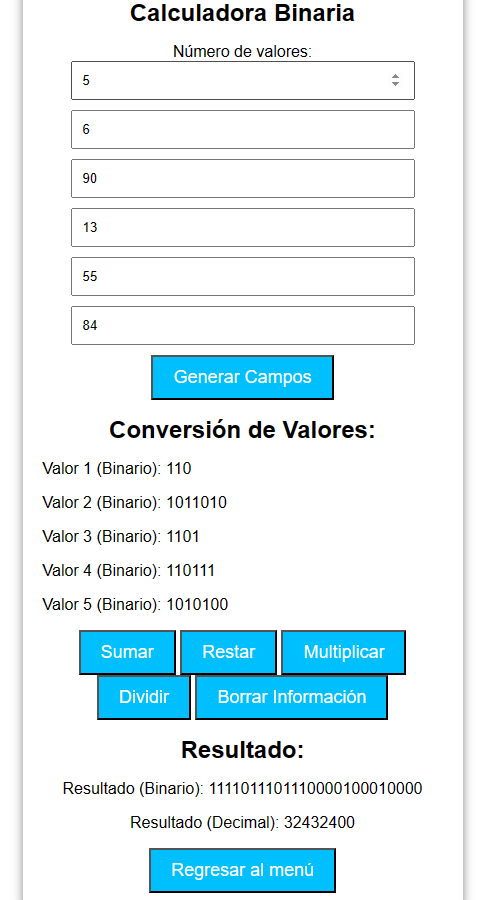 Calculadora Binaria
Número de valores:
5
6
90
13
55
84
Generar Campos
Conversión de Valores:
Valor 1 (Binario): 110
Valor 2 (Binario): 1011010
Valor 3 (Binario): 1101
Valor 4 (Binario): 110111
Valor 5 (Binario): 1010100
Sumar Restar Multiplicar
Dividir Borrar Información
Resultado:
Resultado (Binario): 1111011101110000100010000
Resultado (Decimal): 32432400
Regresar al menú